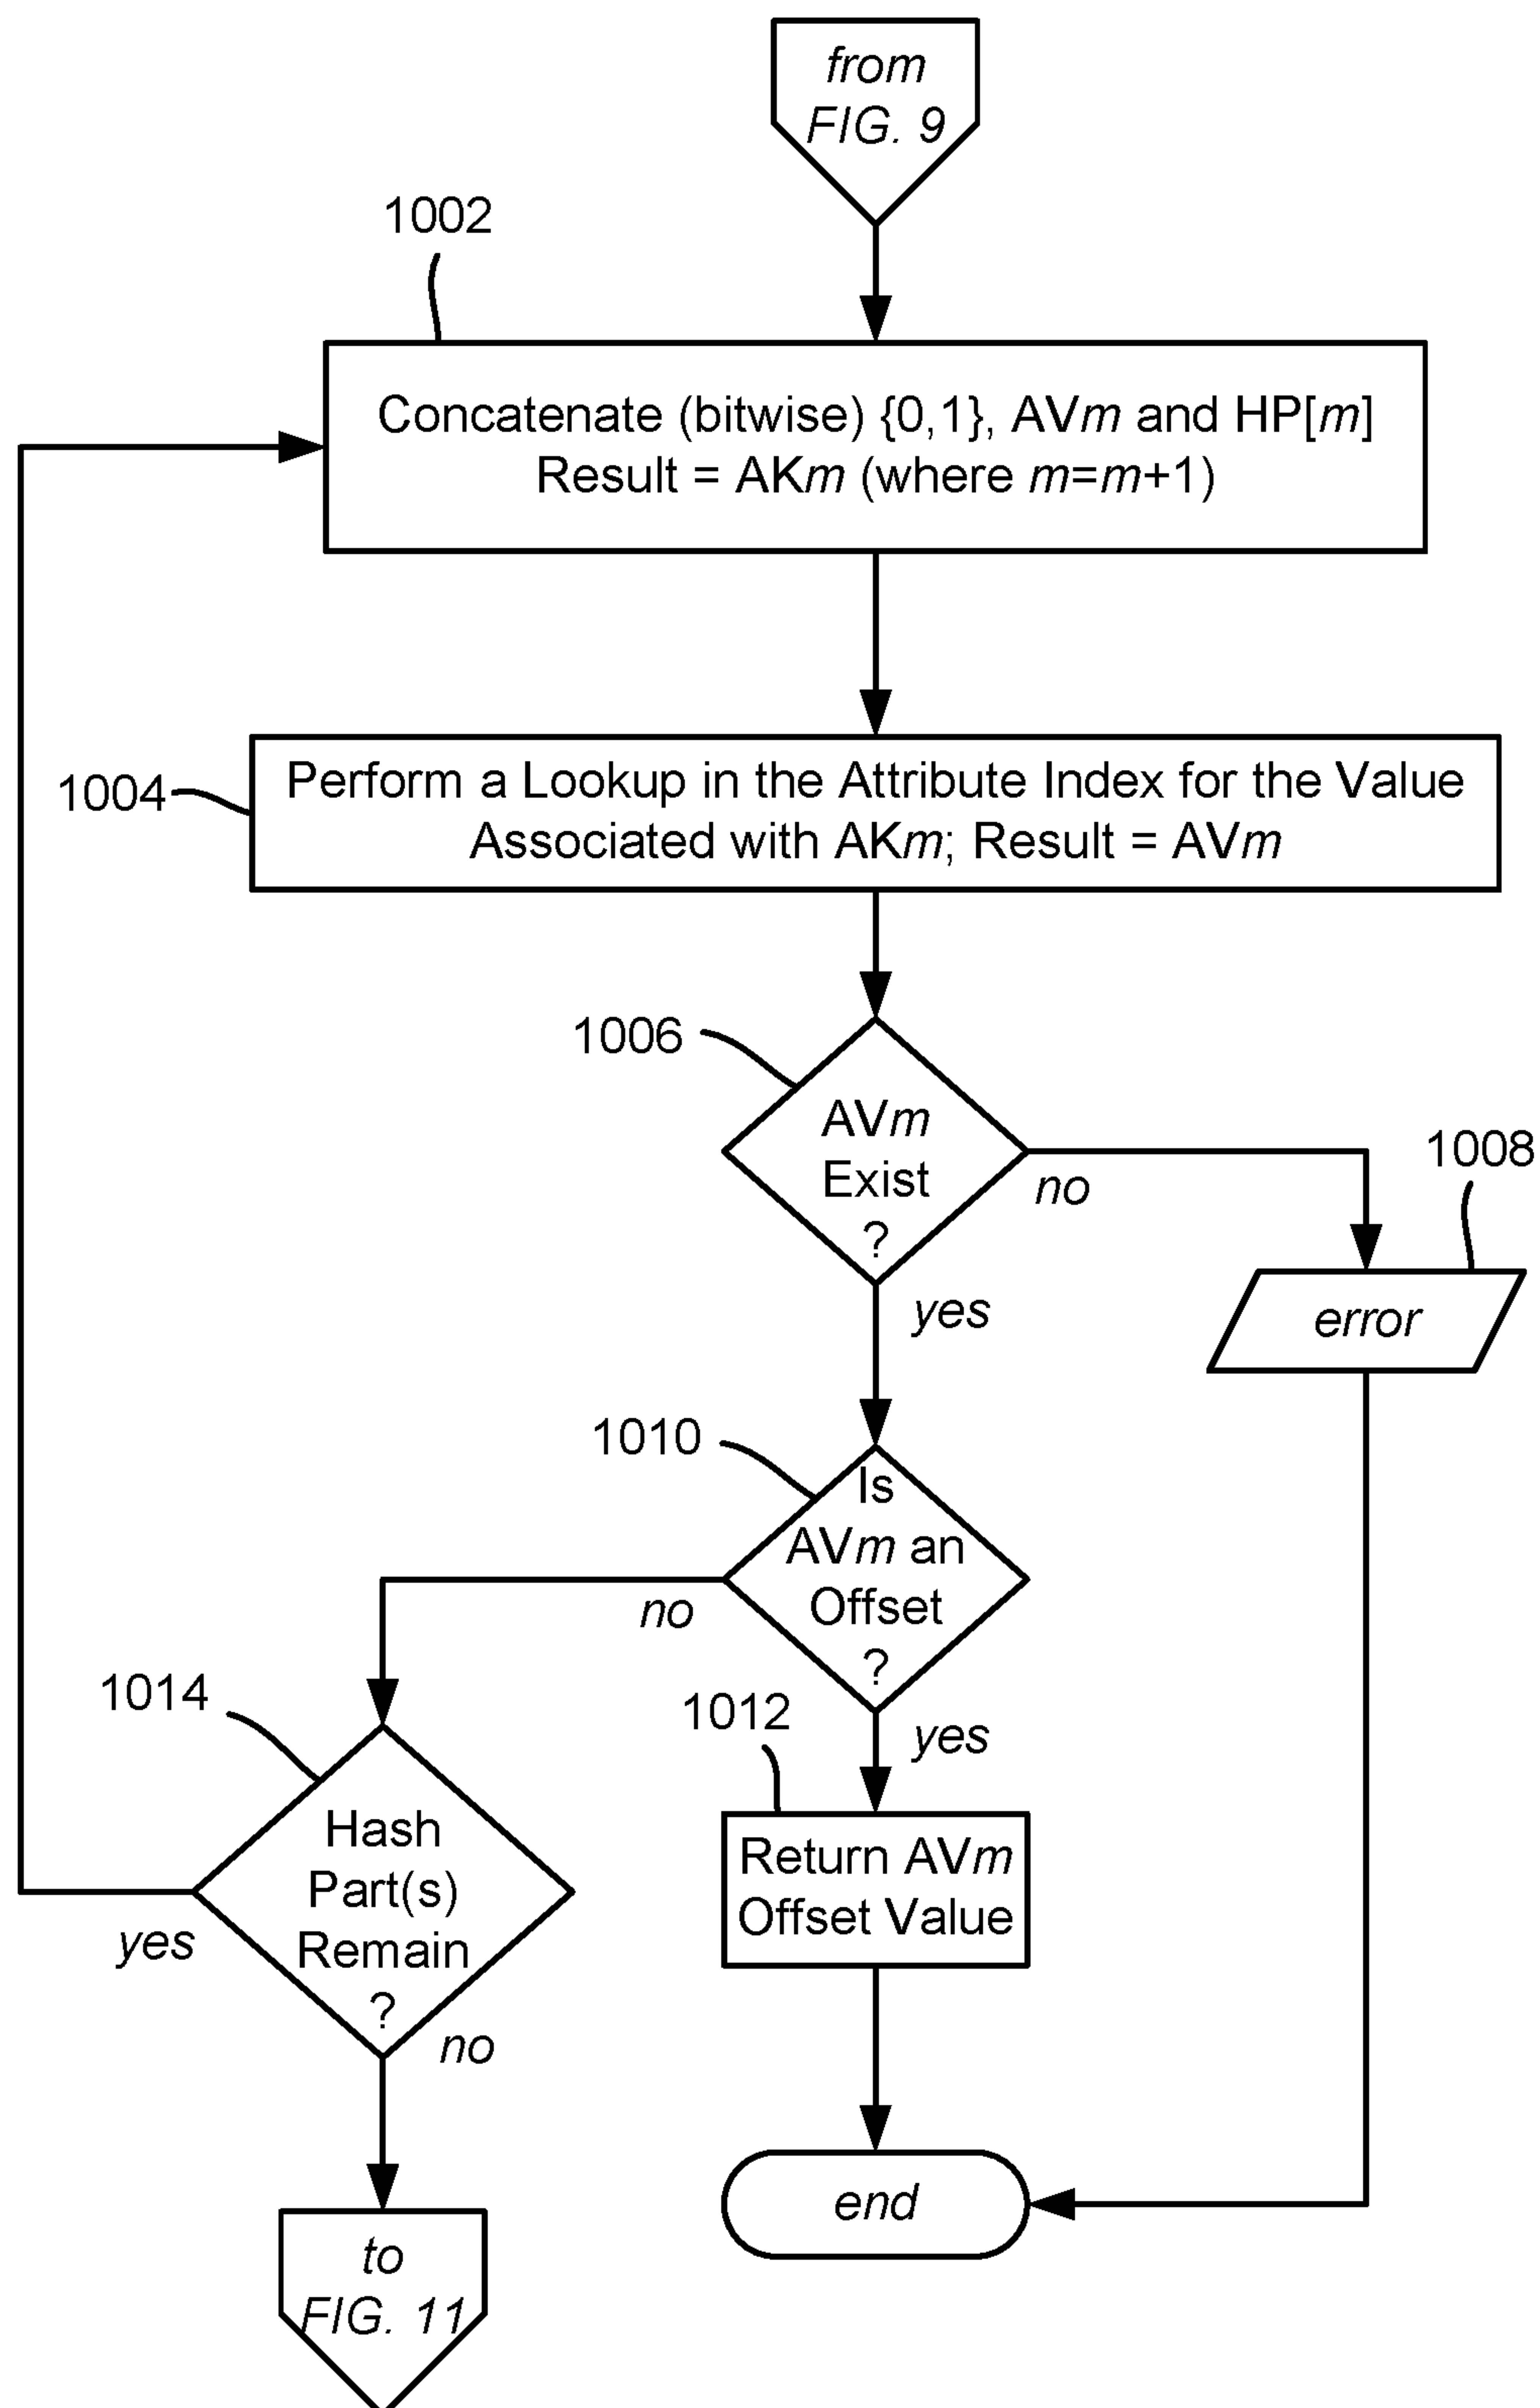 from
FIG. 9
1002
Concatenate (bitwise) {0,1}, AVm and HP[m]
Result = AKm (where m=m+1)
1004
Perform a Lookup in the Attribute Index for the Value
Associated with AKm; Result = AVm
1006
AVm
Exist
?
no
1008
yes
error
1010
Is
AVm an
Offset
?
no
1014
1012
yes
Hash
Part(s)
Remain
?
yes
no
Return AVm
Offset Value
end
to
FIG. 11